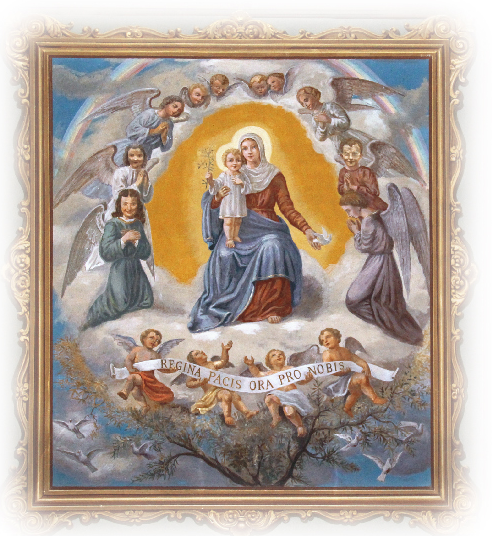 REGINA PACIS ORA PRO NOBIS